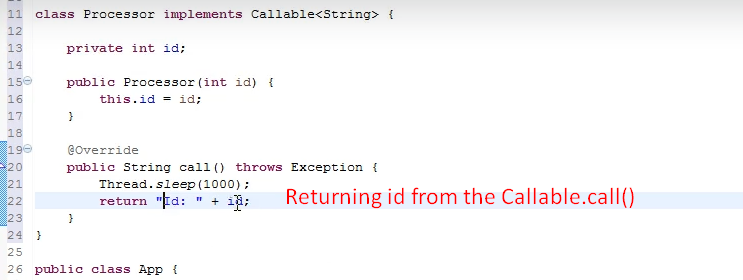 11 class Processor implements Callable<String> {
12
13 private int id;
14
15 public Processor(int id) {
16 this.id = id;
17 }
18
19 @Override
20 public String call() throws Exception {
21 Thread.sleep(1000);
22 return "Id: " + id; Returning id from the Callable.call()
23 }
24 }
25
26 public class App {